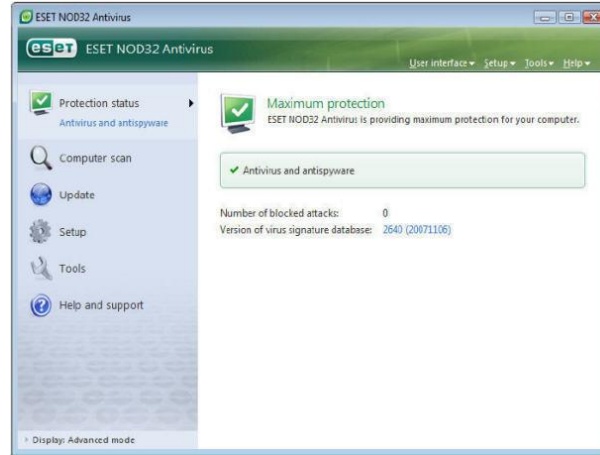 ESET NOD32 Antivirus
eset ESET NOD32 Antivirus
User interface Setup Tools Help
Protection status
Antivirus and antispyware
Computer scan
Update
Setup
Tools
Help and support
Display: Advanced mode
Maximum protection
ESET NOD32 Antivirus is providing maximum protection for your computer.
Antivirus and antispyware
Number of blocked attacks: 0
Version of virus signature database: 2640 (20071106)